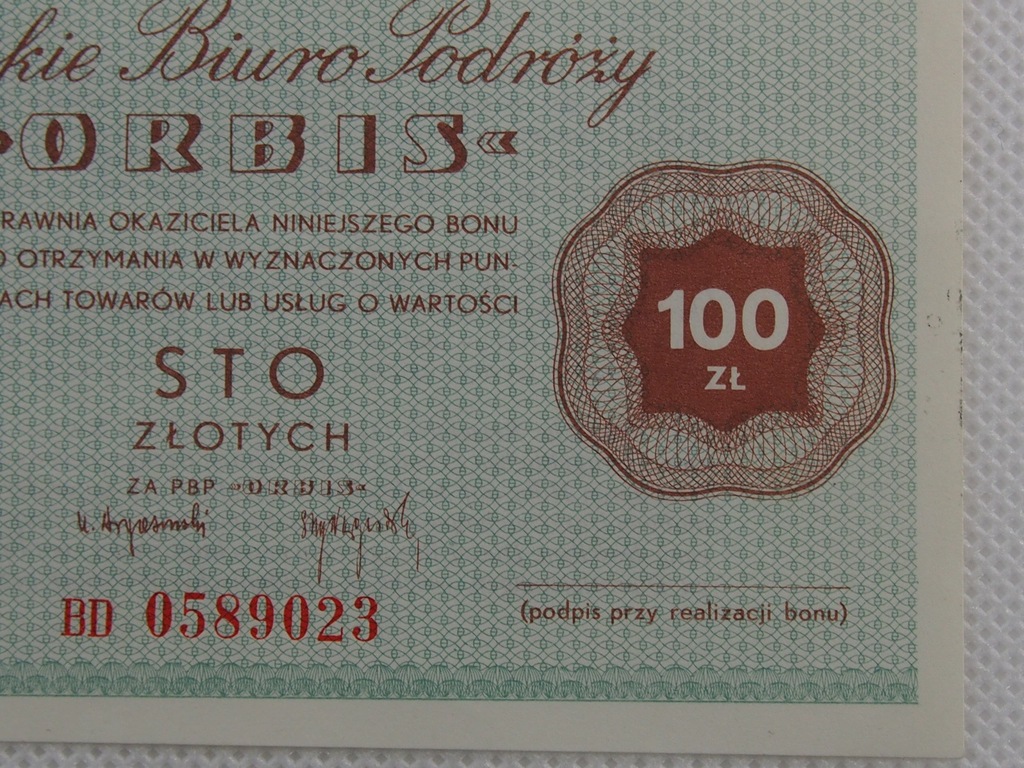 kie Biuro Podróży
»ORBIS«
RAWNIA OKAZICIELA NINIEJSZEGO BONU
O OTRZYMANIA W WYZNACZONYCH PUN-
ACH TOWARÓW LUB USŁUG O WARTOŚCI
STO
ZŁOTYCH
ZA PBP »ORBIS«
100
ZŁ
BD 0589023
(podpis przy realizacji bonu)